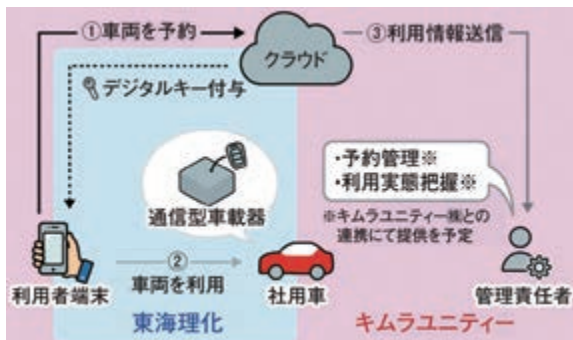 ①車両を予約
クラウド
③利用情報送信
デジタルキー付与
・予約管理※
・利用実態把握※
通信型車載器
※キムラユニティー㈱との
連携にて提供を予定
②
車両を利用
利用者端末
社用車
管理責任者
東海理化
キムラユニティー